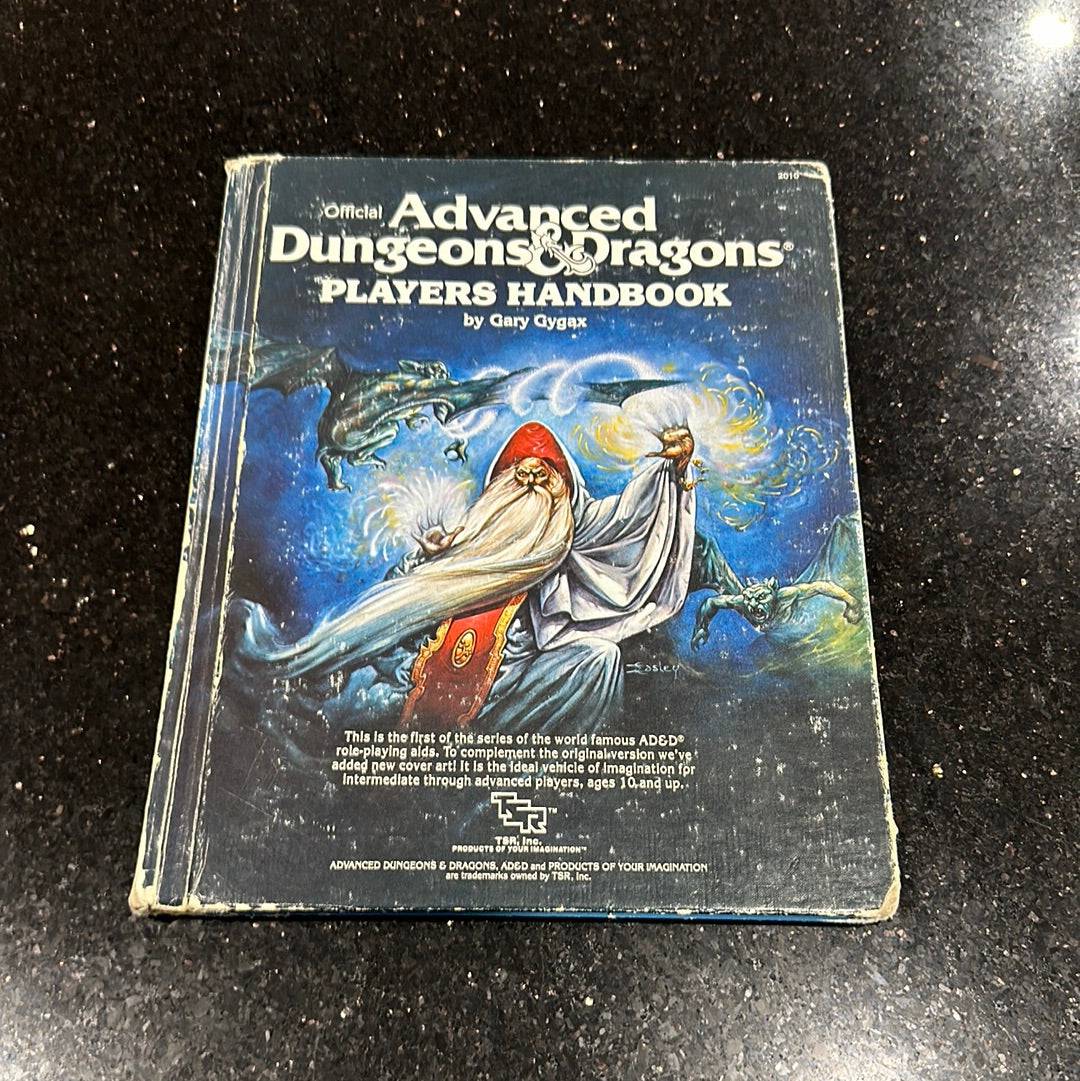 2010
Official Advanced
Dungeons & Dragons®
PLAYERS HANDBOOK
by Gary Gygax
Easley
This is the first of the series of the world famous AD&D®
role-playing aids. To complement the original version we've
added new cover art! It is the ideal vehicle of imagination for
intermediate through advanced players, ages 10 and up.
TSR™
TSR, Inc.
PRODUCTS OF YOUR IMAGINATION™
ADVANCED DUNGEONS & DRAGONS, AD&D and PRODUCTS OF YOUR IMAGINATION
are trademarks owned by TSR, Inc.